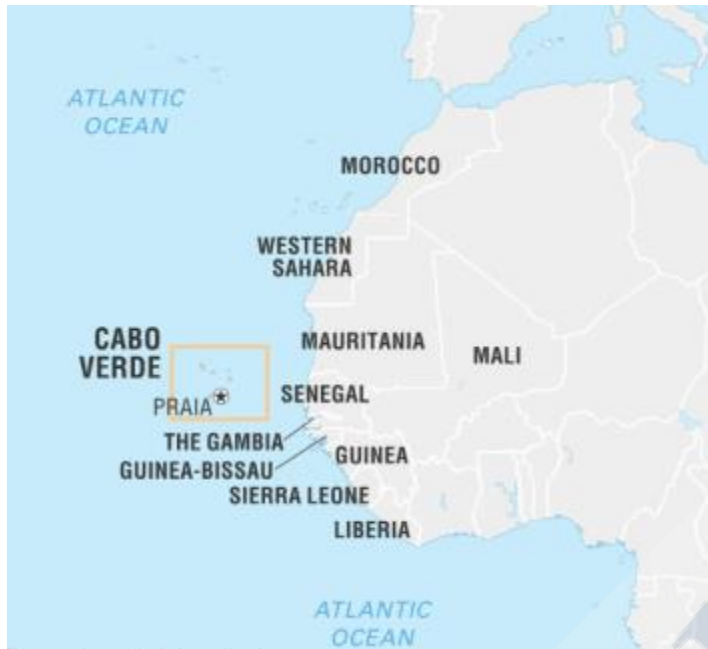 ATLANTIC
OCEAN
MOROCCO
WESTERN
SAHARA
CABO
VERDE
MAURITANIA
MALI
PRAIA
SENEGAL
THE GAMBIA
GUINEA-BISSAU
GUINEA
SIERRA LEONE
LIBERIA
ATLANTIC
OCEAN